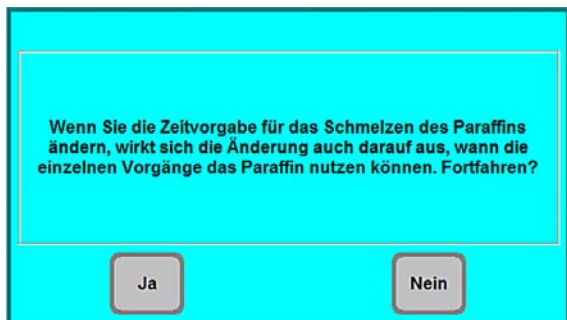 Wenn Sie die Zeitvorgabe für das Schmelzen des Paraffins
ändern, wirkt sich die Änderung auch darauf aus, wann die
einzelnen Vorgänge das Paraffin nutzen können. Fortfahren?
Ja
Nein